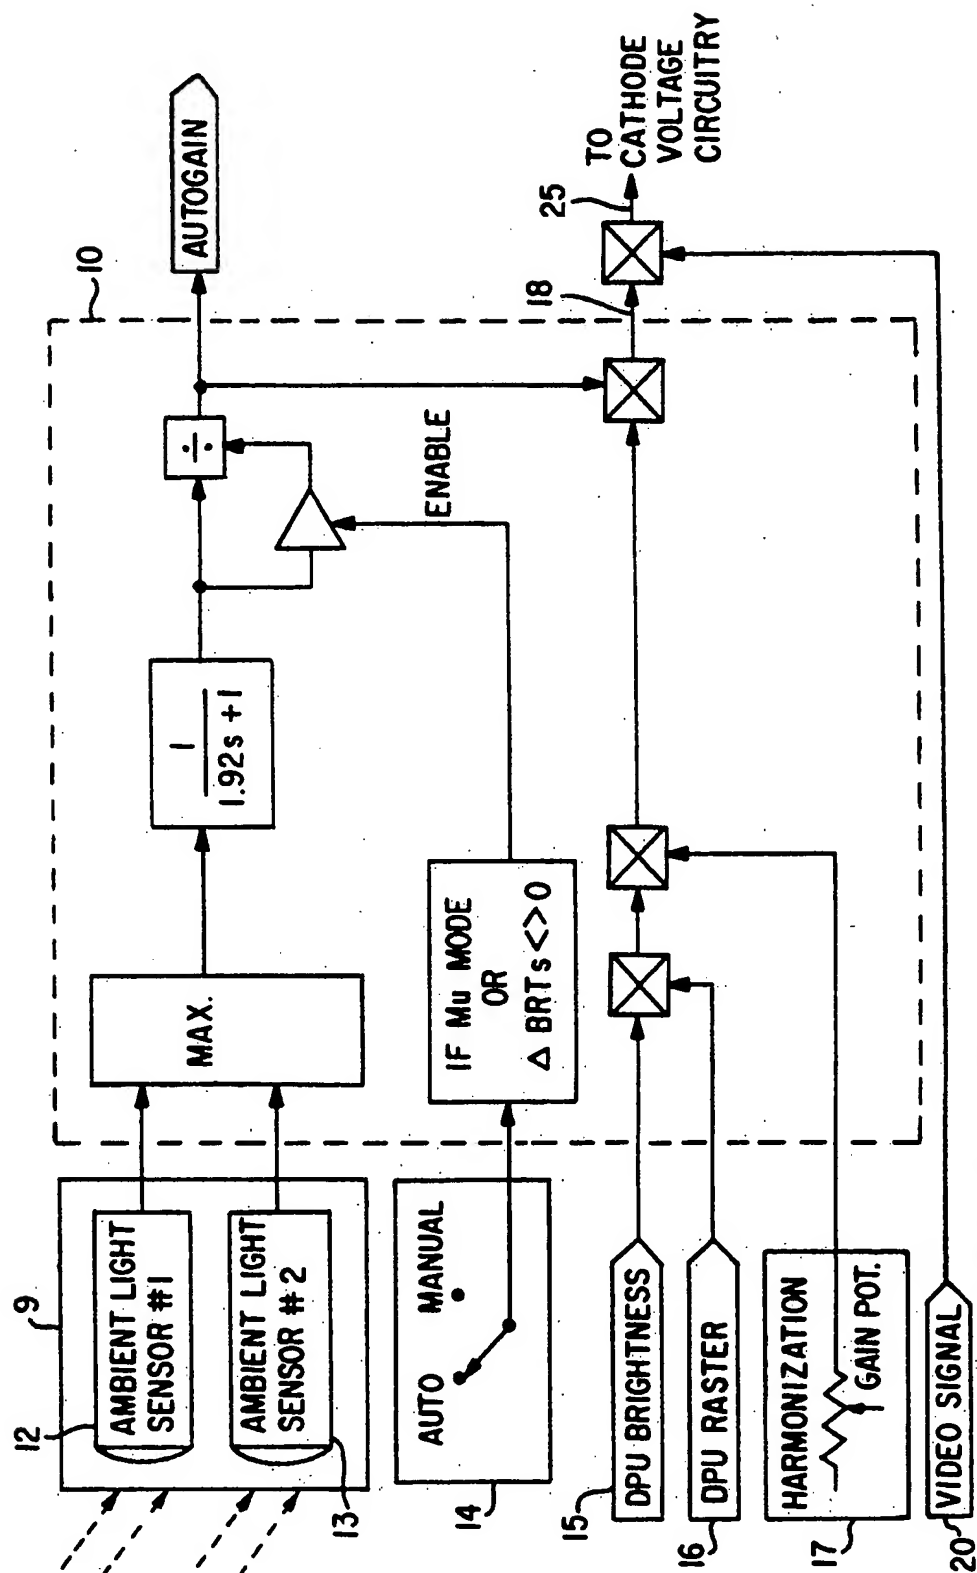 10
AUTOGAIN
9
12
AMBIENT LIGHT
SENSOR #1
AMBIENT LIGHT
SENSOR #2
13
MAX.
1
1.92s + 1
÷
ENABLE
14
AUTO
MANUAL
IF Mu MODE
OR
Δ BRTs<>0
15
DPU BRIGHTNESS
16
DPU RASTER
17
HARMONIZATION
GAIN POT.
20
VIDEO SIGNAL
18
25
TO
CATHODE
VOLTAGE
CIRCUITRY